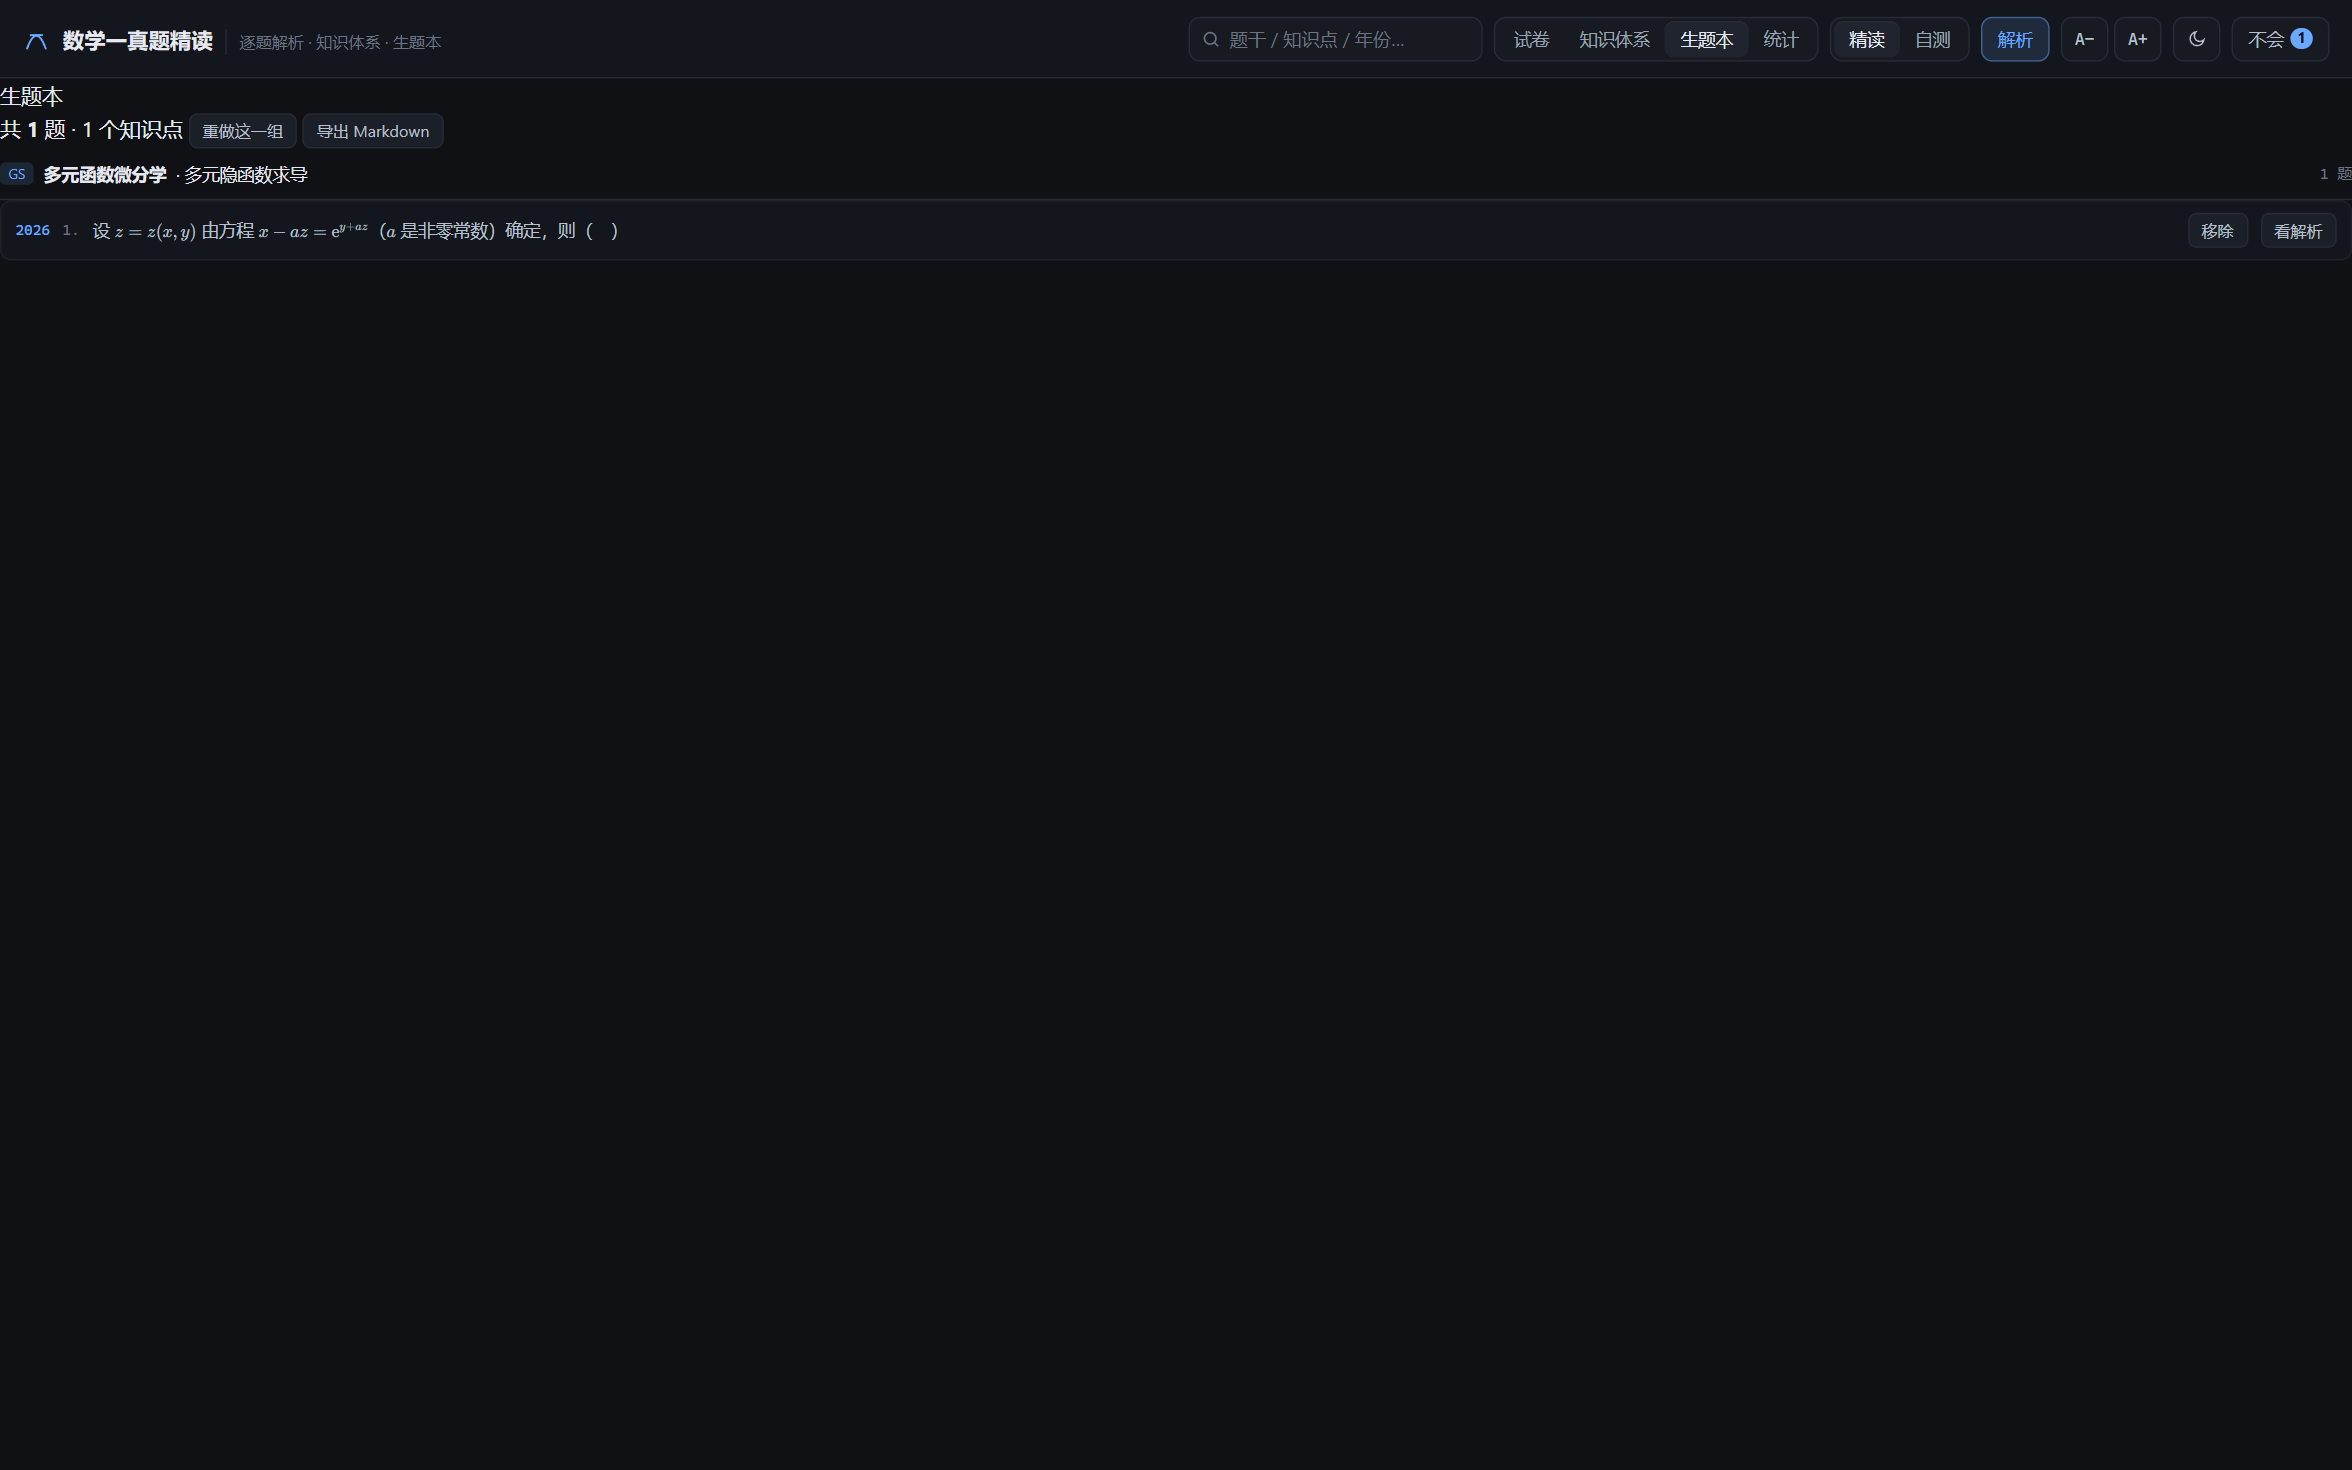 数学一真题精读 逐题解析 · 知识体系 · 生题本 题干 / 知识点 / 年份... 试卷 知识体系 生题本 统计 精读 自测 解析 A− A+ 不会 1
生题本
共 1 题 · 1 个知识点 重做这一组 导出 Markdown
GS 多元函数微分学 · 多元隐函数求导 1 题
2026 1. 设 z = z(x, y) 由方程 x − az = e^{y+az}（a 是非零常数）确定，则（ ） 移除 看解析